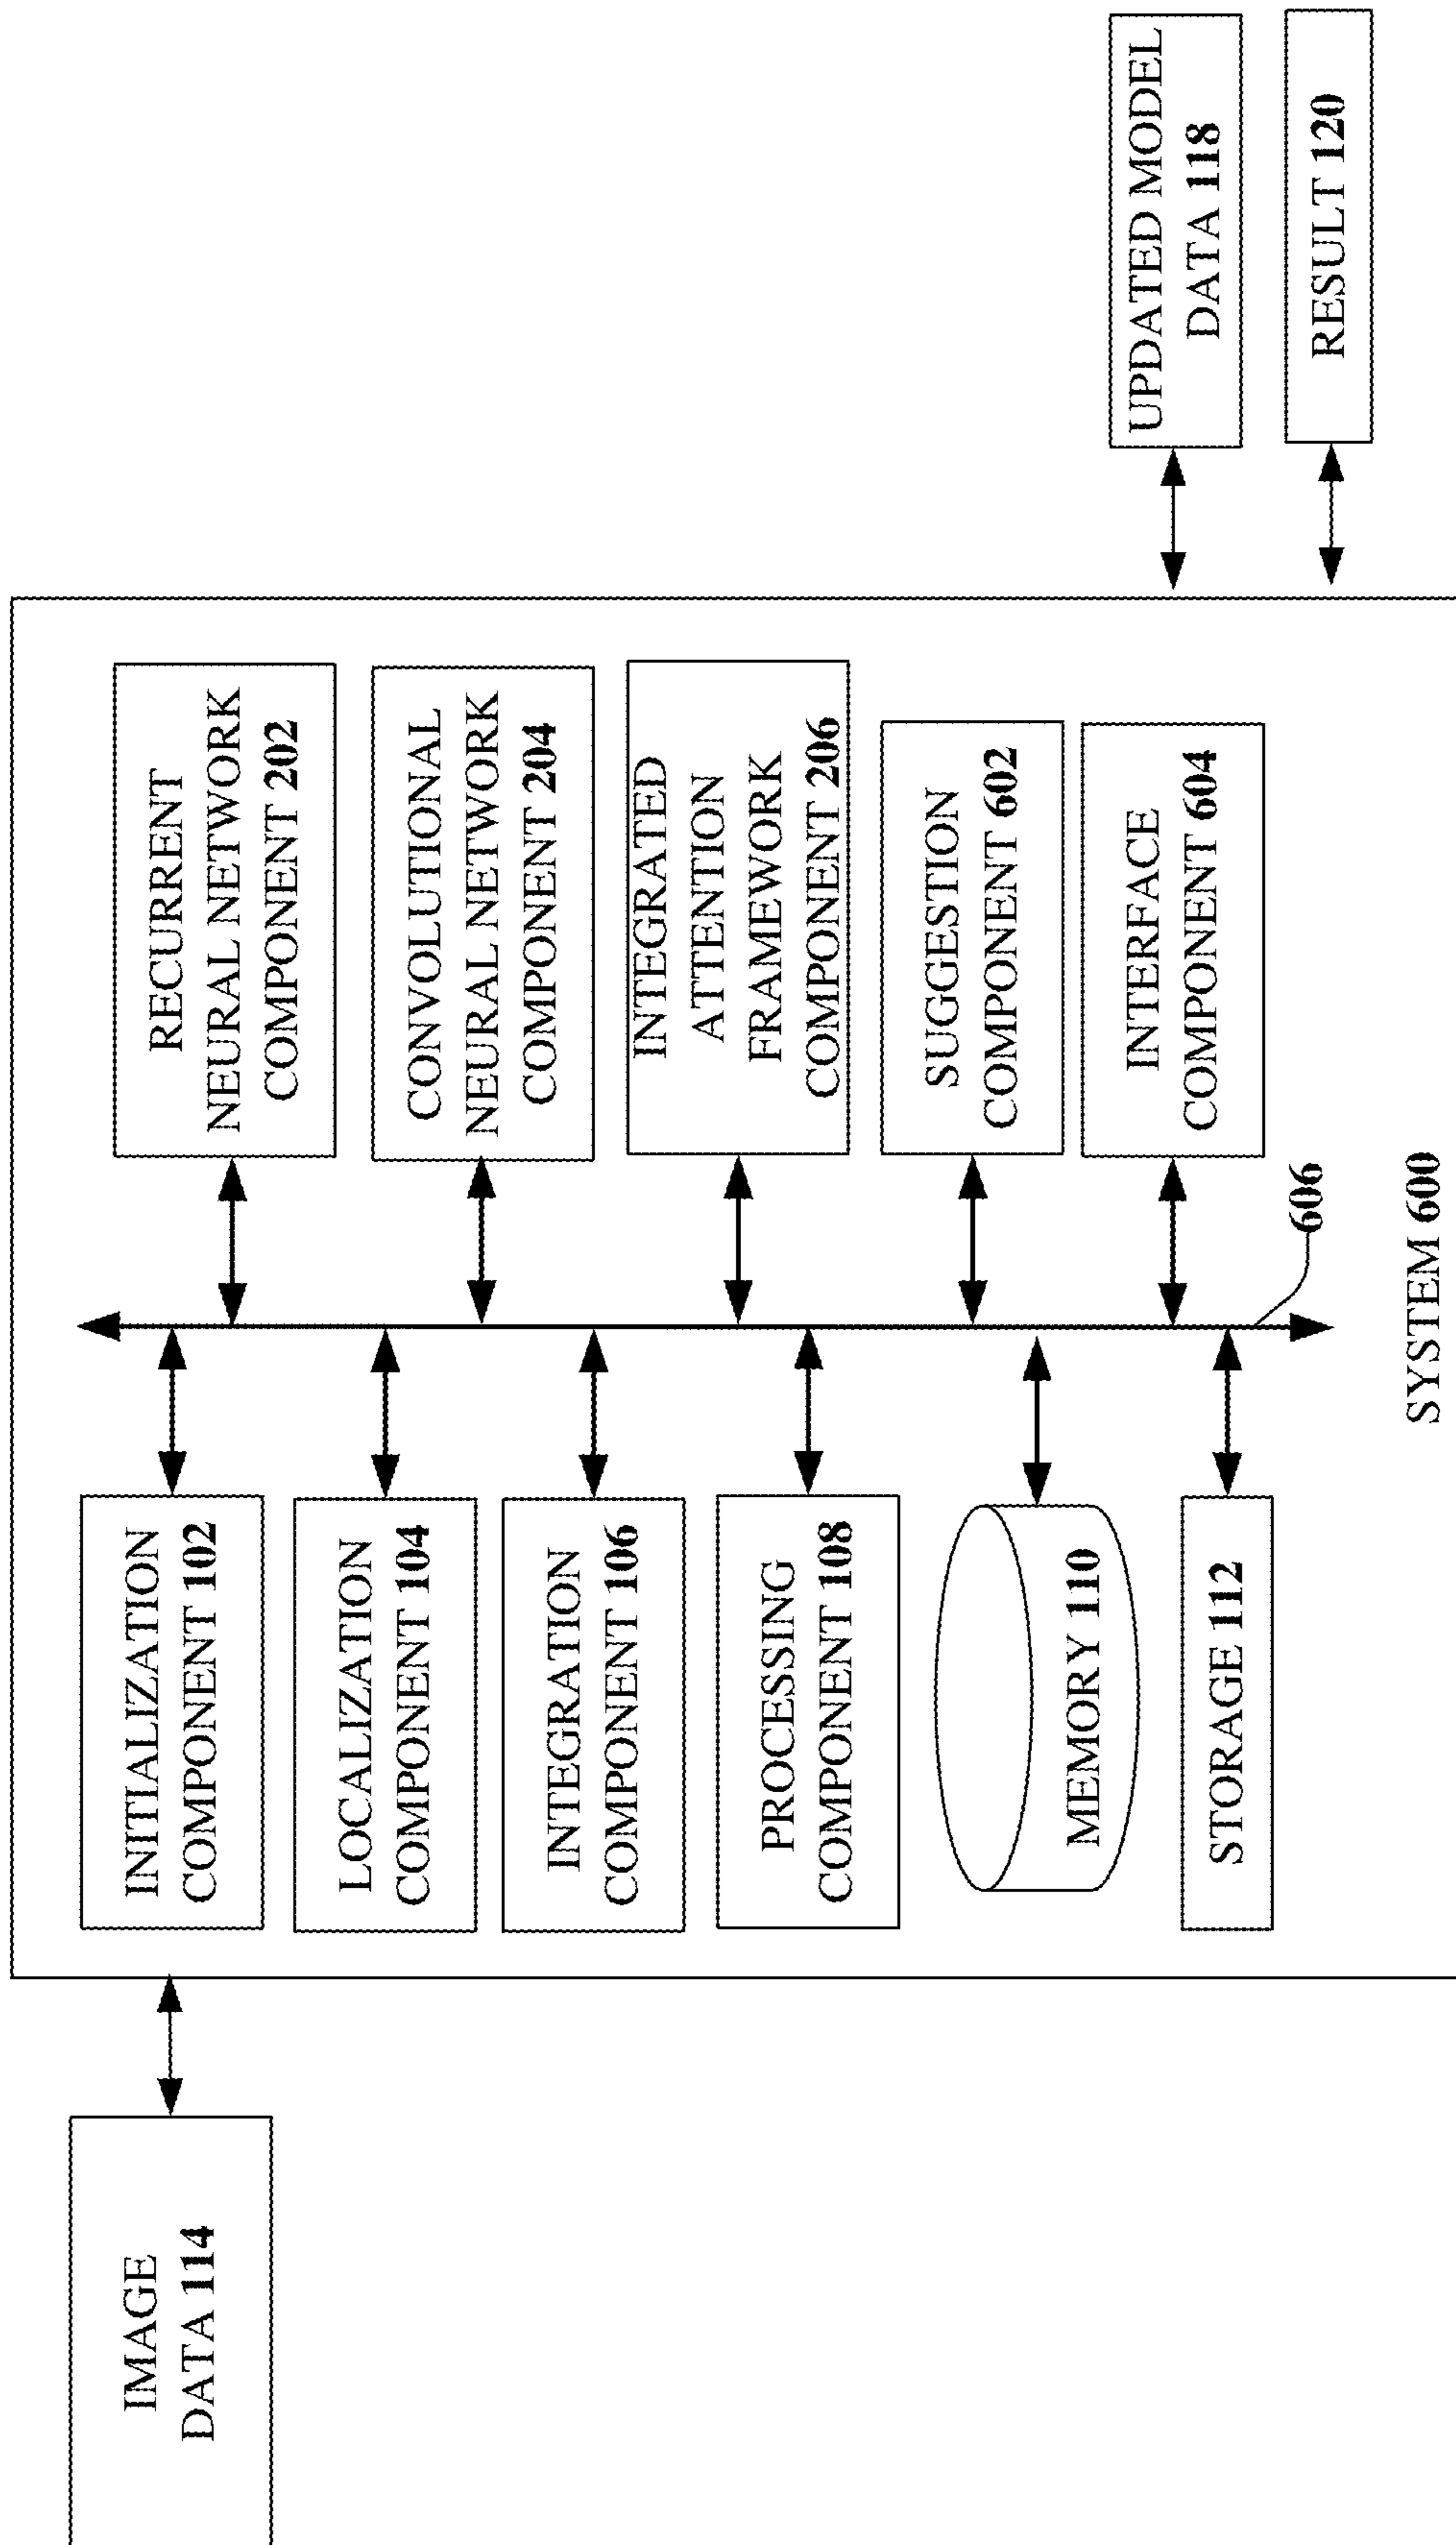 IMAGE
DATA 114
INITIALIZATION
COMPONENT 102
LOCALIZATION
COMPONENT 104
INTEGRATION
COMPONENT 106
PROCESSING
COMPONENT 108
MEMORY 110
STORAGE 112
RECURRENT
NEURAL NETWORK
COMPONENT 202
CONVOLUTIONAL
NEURAL NETWORK
COMPONENT 204
INTEGRATED
ATTENTION
FRAMEWORK
COMPONENT 206
SUGGESTION
COMPONENT 602
INTERFACE
COMPONENT 604
606
SYSTEM 600
UPDATED MODEL
DATA 118
RESULT 120